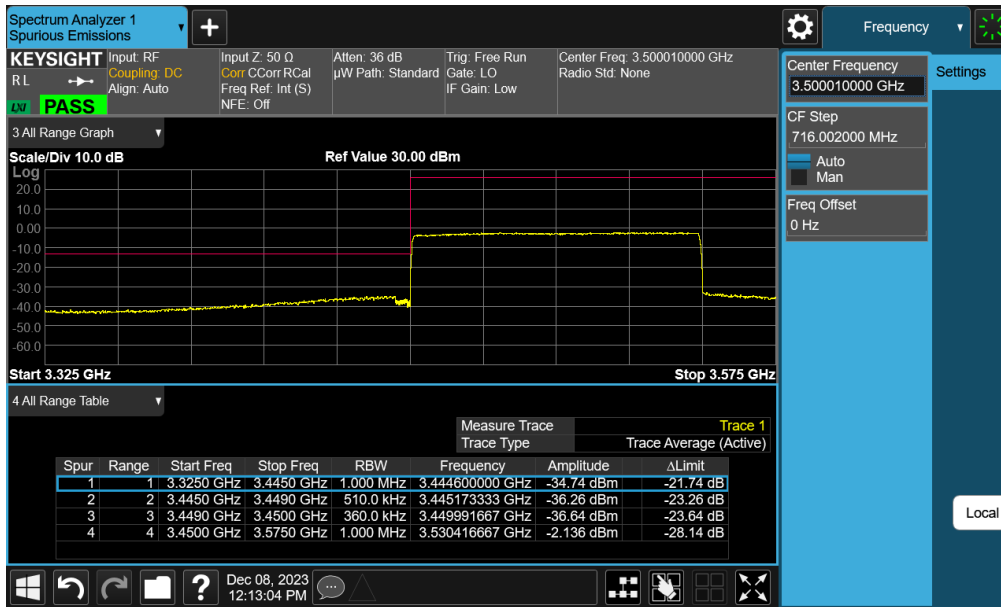 Spectrum Analyzer 1
Spurious Emissions
+
Frequency
KEYSIGHT
R L
LXI
PASS
Input: RF
Coupling: DC
Align: Auto
Input Z: 50 Ω
Corr CCorr RCal
Freq Ref: Int (S)
NFE: Off
Atten: 36 dB
µW Path: Standard
Trig: Free Run
Gate: LO
IF Gain: Low
Center Freq: 3.500010000 GHz
Radio Std: None
Center Frequency
3.500010000 GHz
Settings
CF Step
716.002000 MHz
Auto
Man
Freq Offset
0 Hz
Local
3 All Range Graph
Scale/Div 10.0 dB
Ref Value 30.00 dBm
Log
20.0
10.0
0.00
-10.0
-20.0
-30.0
-40.0
-50.0
-60.0
Start 3.325 GHz
Stop 3.575 GHz
4 All Range Table
Measure Trace Trace 1
Trace Type Trace Average (Active)
Spur Range Start Freq Stop Freq RBW Frequency Amplitude ΔLimit
1 1 3.3250 GHz 3.4450 GHz 1.000 MHz 3.444600000 GHz -34.74 dBm -21.74 dB
2 2 3.4450 GHz 3.4490 GHz 510.0 kHz 3.445173333 GHz -36.26 dBm -23.26 dB
3 3 3.4490 GHz 3.4500 GHz 360.0 kHz 3.449991667 GHz -36.64 dBm -23.64 dB
4 4 3.4500 GHz 3.5750 GHz 1.000 MHz 3.530416667 GHz -2.136 dBm -28.14 dB
?
Dec 08, 2023
12:13:04 PM